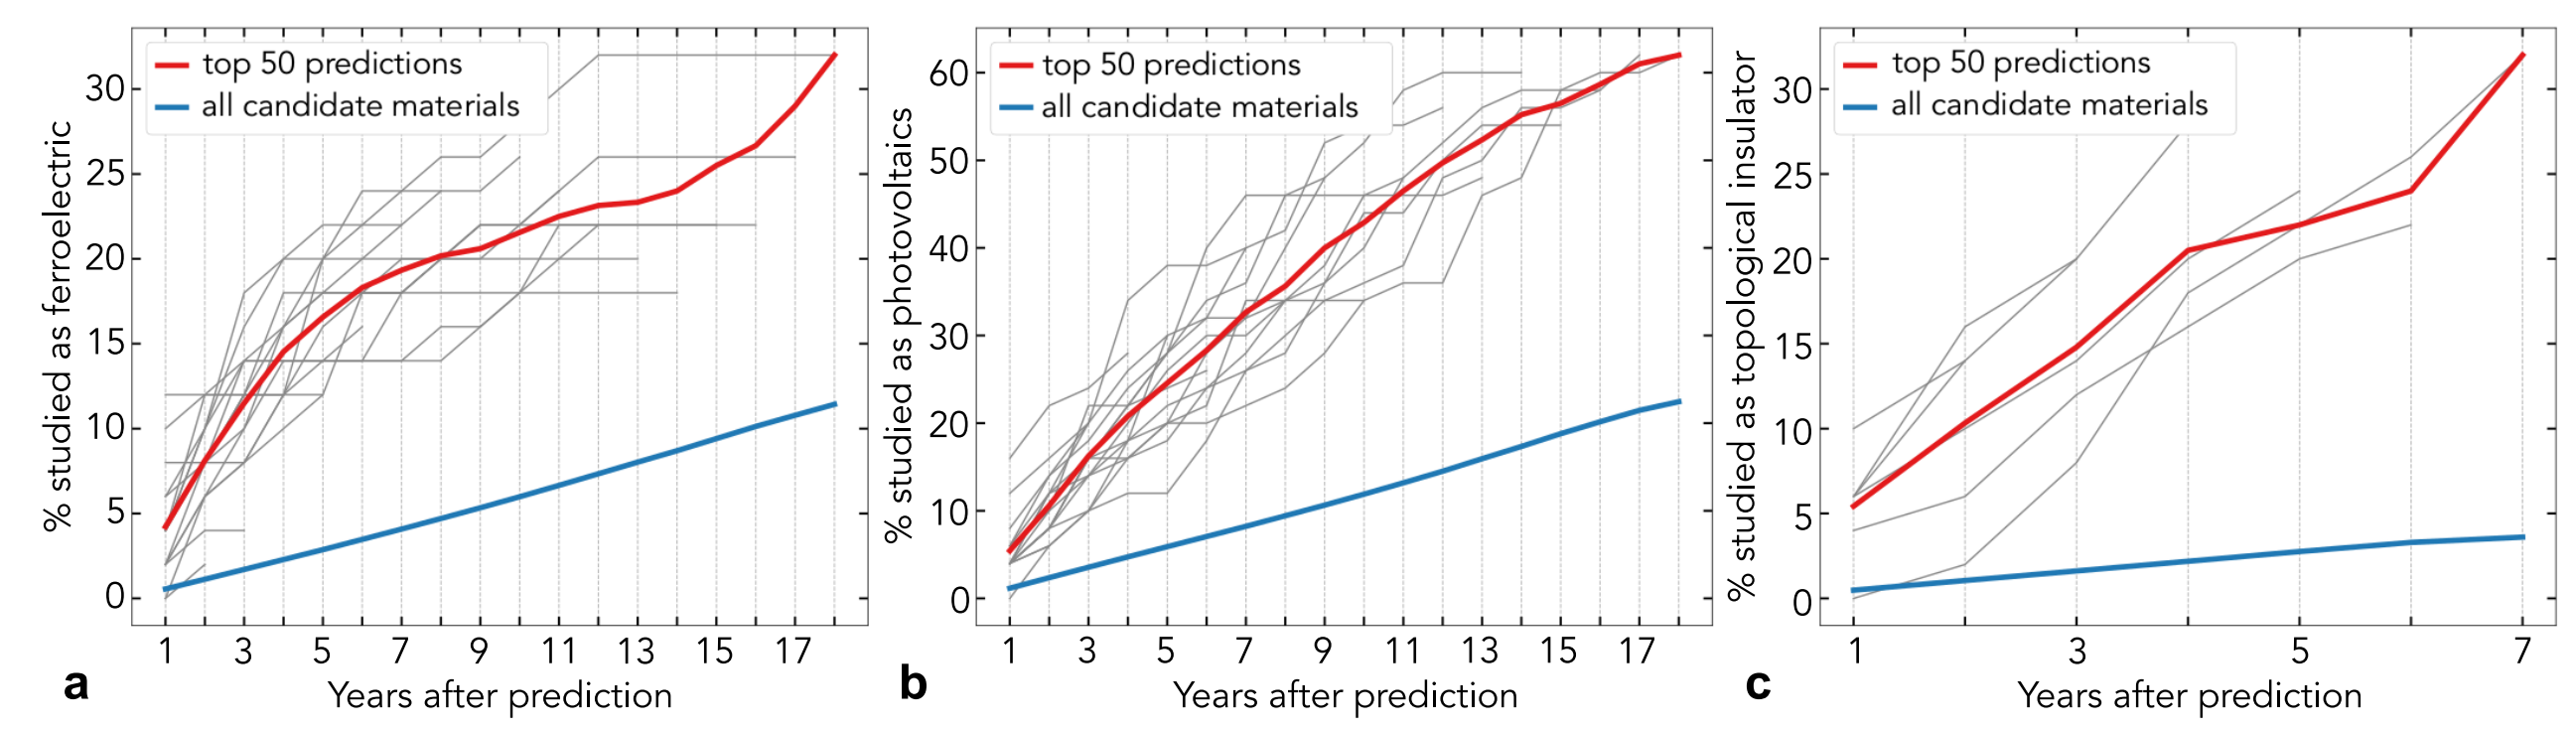 % studied as ferroelectric
30
25
20
15
10
5
0
top 50 predictions
all candidate materials
1 3 5 7 9 11 13 15 17
Years after prediction
a
% studied as photovoltaics
60
50
40
30
20
10
0
top 50 predictions
all candidate materials
1 3 5 7 9 11 13 15 17
Years after prediction
b
% studied as topological insulator
30
25
20
15
10
5
0
top 50 predictions
all candidate materials
1 3 5 7
Years after prediction
c